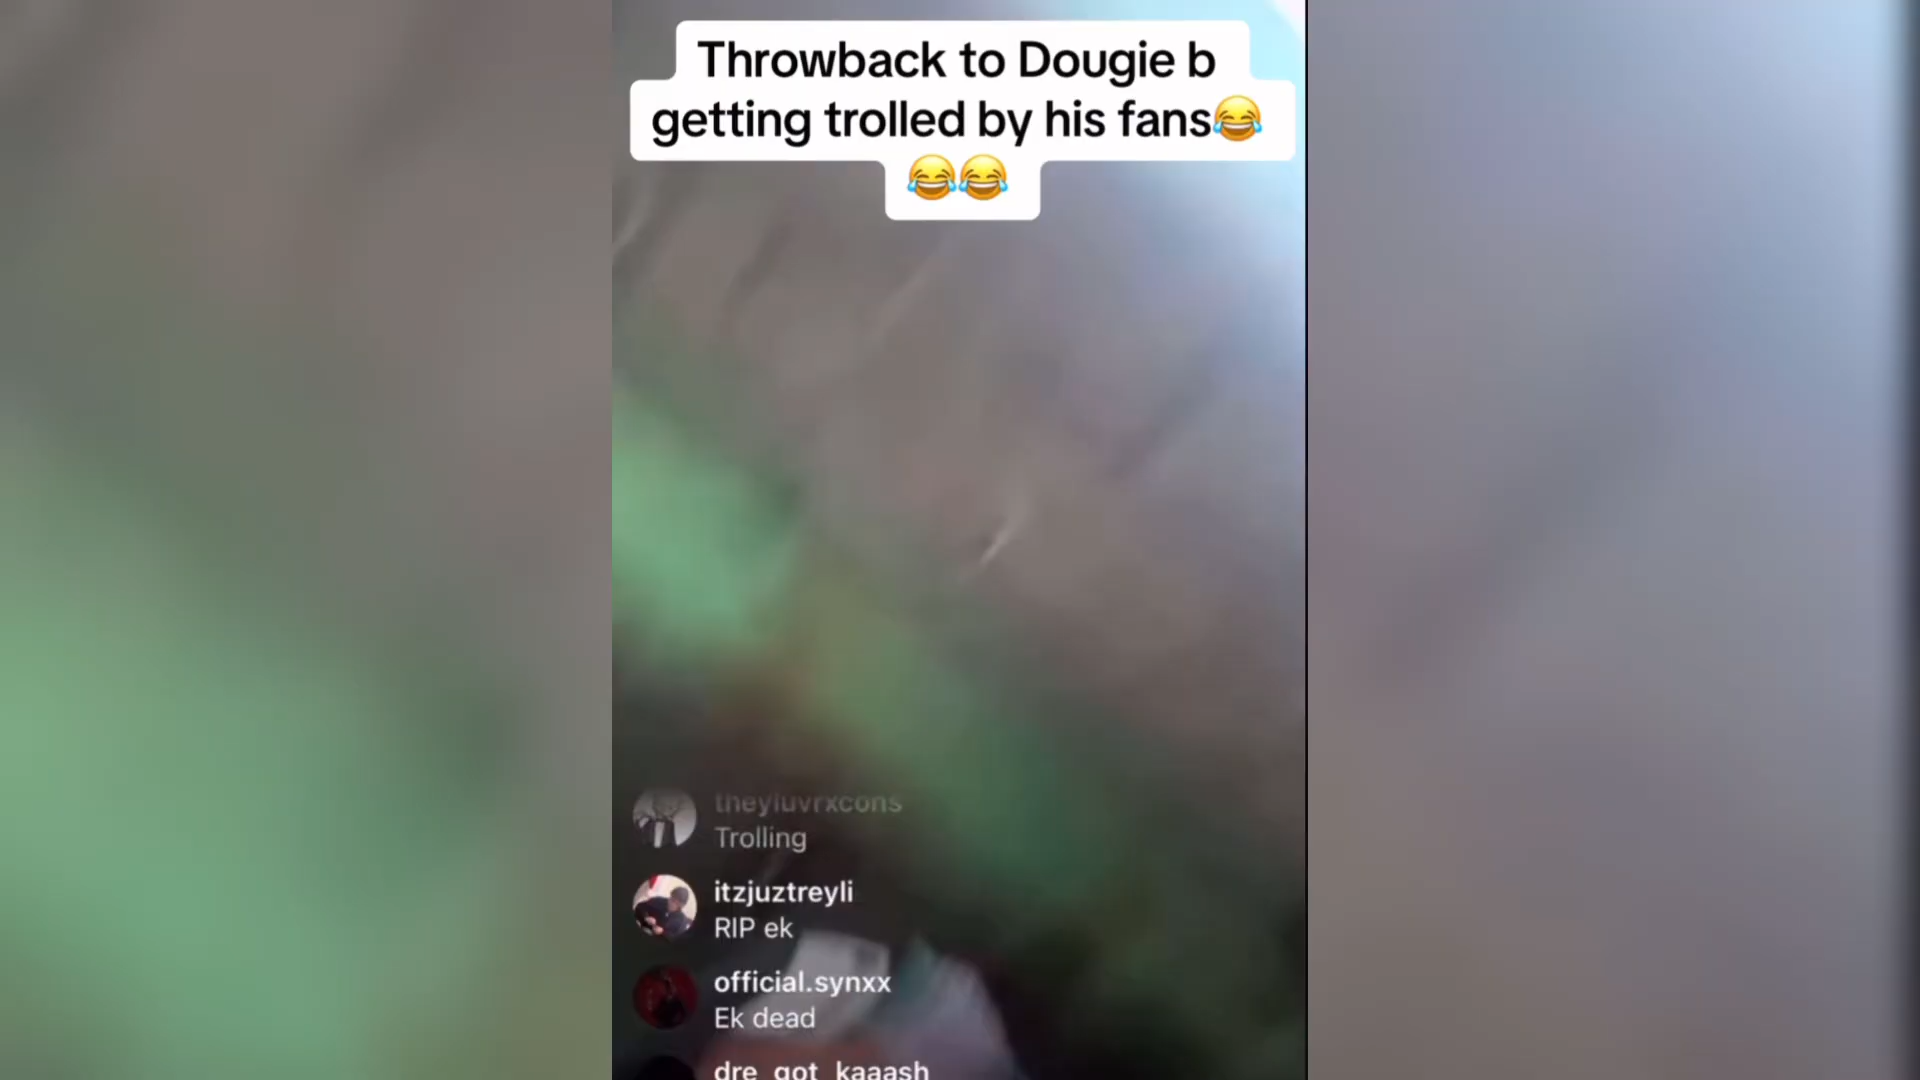 Throwback to Dougie b
getting trolled by his fans😂
😂😂
theyluvrxcons
Trolling
itzjuztreyli
RIP ek
official.synxx
Ek dead
dre_got_kaaash